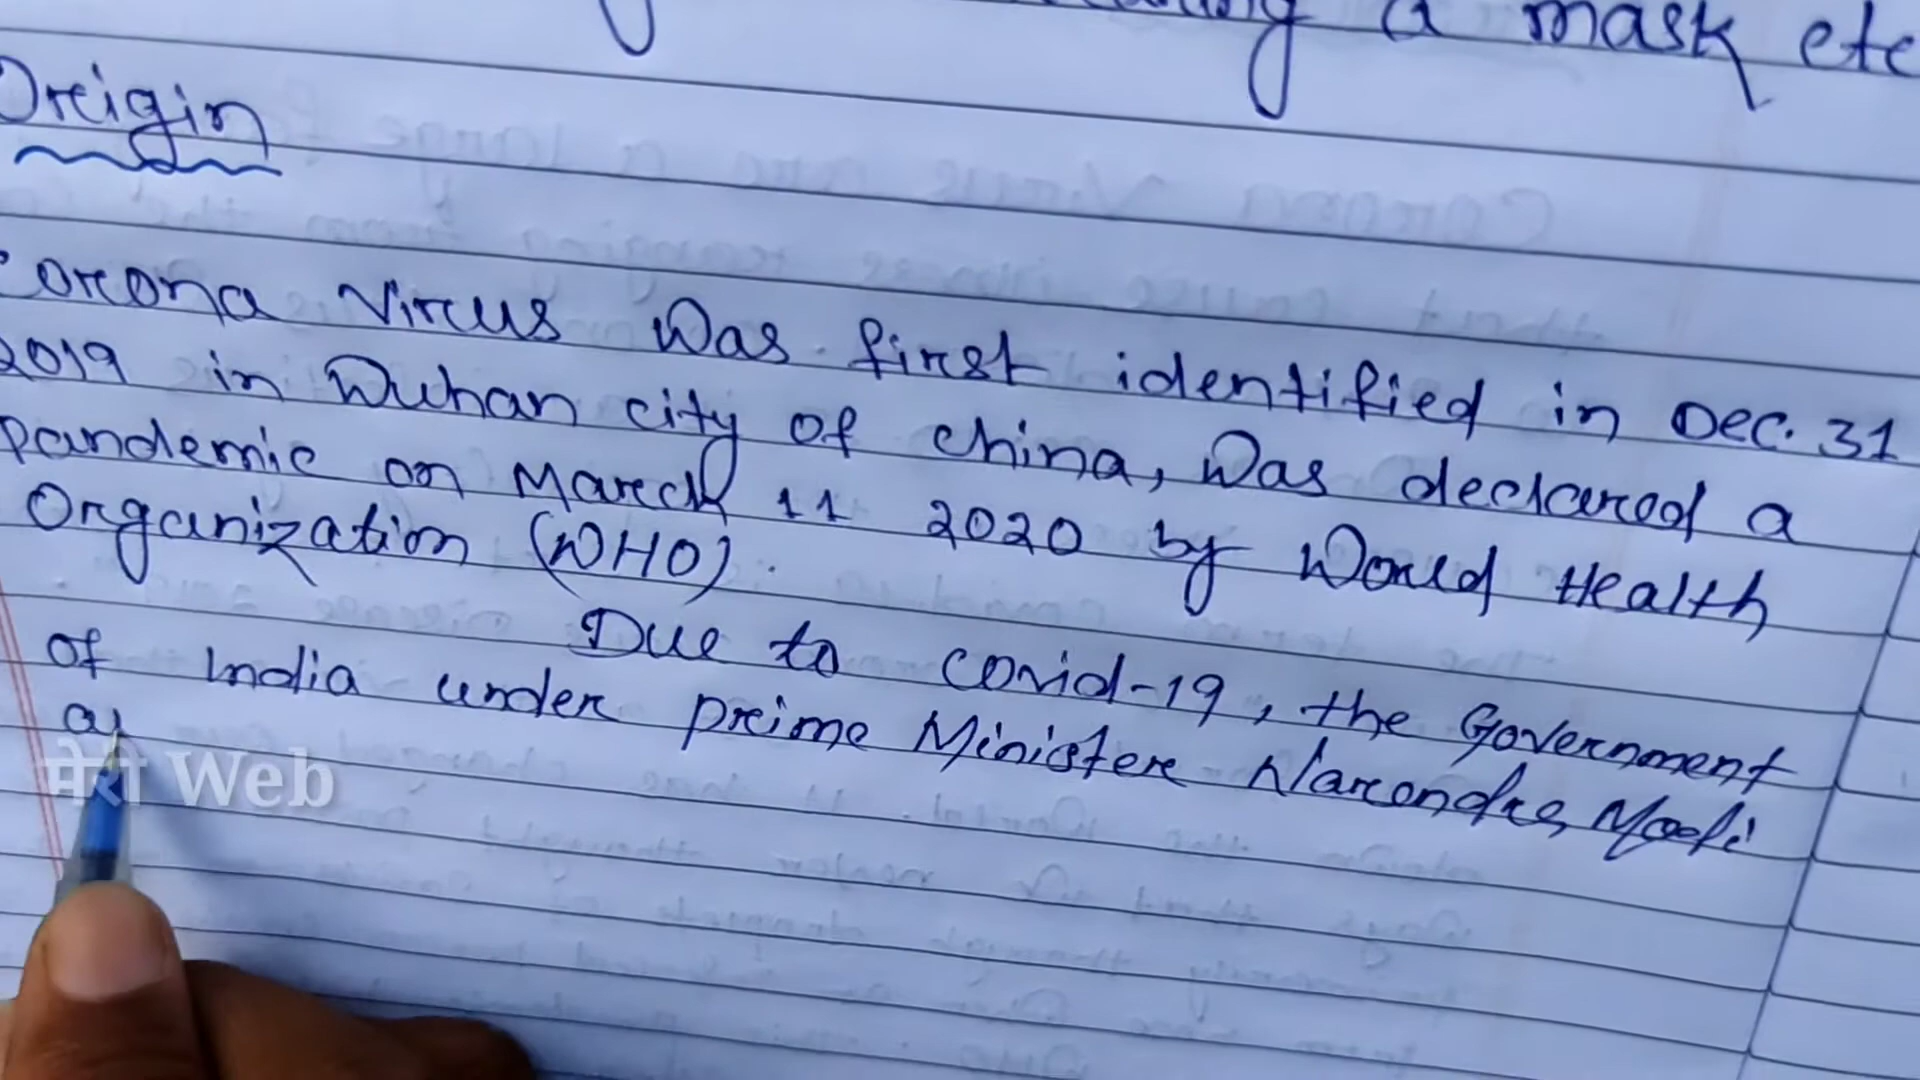 a mask etc
Origin
Corona Virus was first identified in Dec. 31
2019 in Wuhan city of china, was declared a
pandemic on March 11 2020 by World Health
Organization (WHO).
Due to covid-19, the Government
of India under prime Minister Narendra Modi
मेरा Web